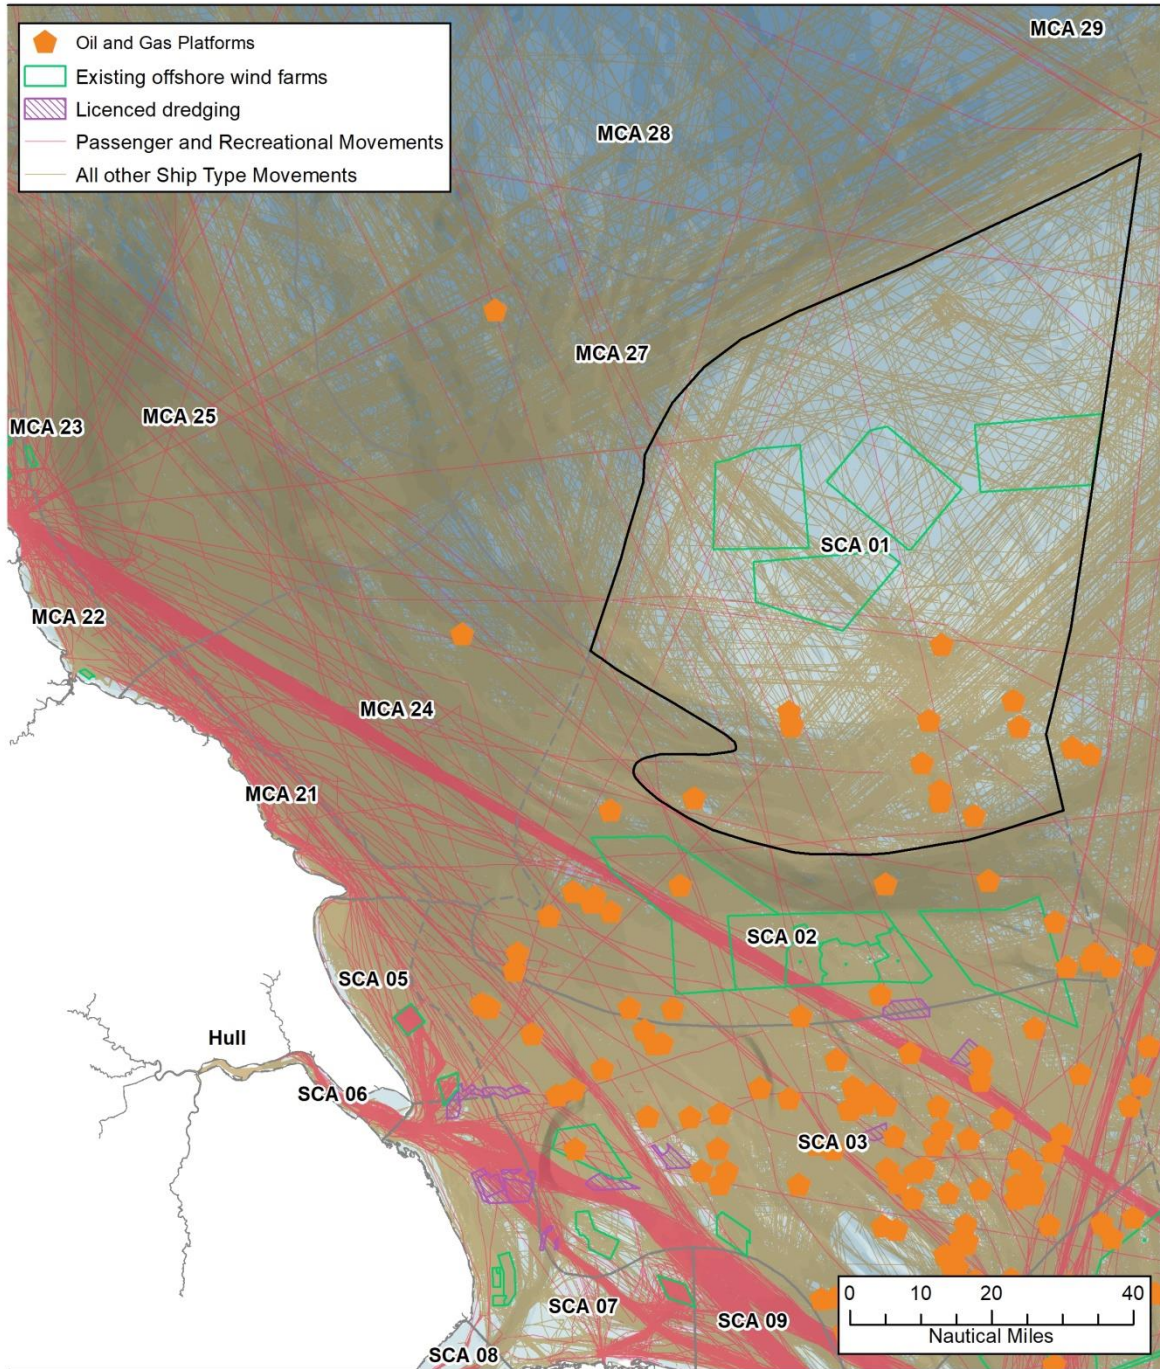 MCA 29
Oil and Gas Platforms
Existing offshore wind farms
Licenced dredging
Passenger and Recreational Movements
All other Ship Type Movements
MCA 28
MCA 27
MCA 25
MCA 23
SCA 01
MCA 22
MCA 24
MCA 21
SCA 02
SCA 05
Hull
SCA 06
SCA 03
SCA 07
SCA 09
SCA 08
0 10 20 40
Nautical Miles